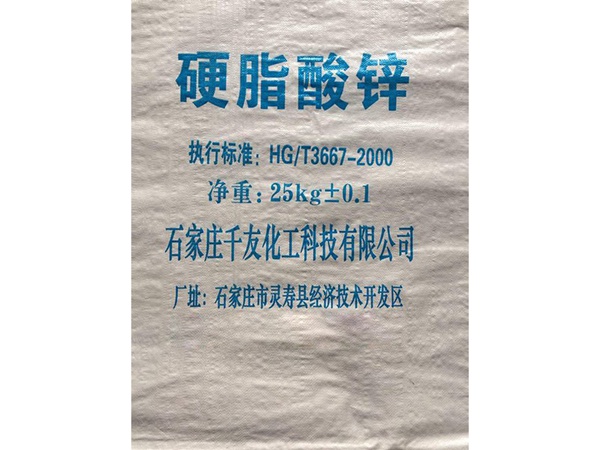 硬脂酸锌
执行标准: HG/T3667-2000
净重: 25kg±0.1
石家庄千友化工科技有限公司
厂址: 石家庄市灵寿县经济技术开发区